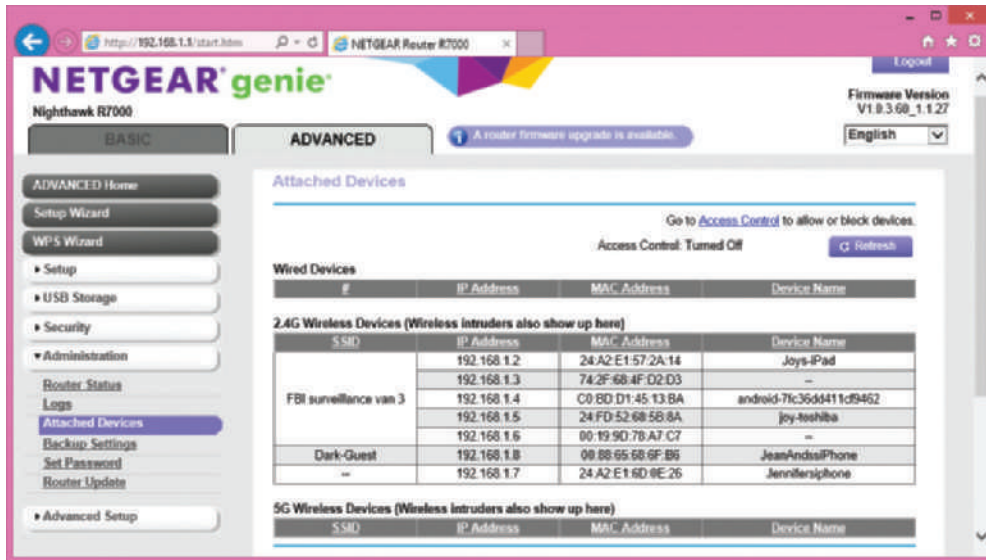 http://192.168.1.1/start.htm
NETGEAR Router R7000
NETGEAR® genie®
Logout
Nighthawk R7000
Firmware Version
V1.0.3.60_1.1.27
BASIC
ADVANCED
A router firmware upgrade is available.
English
ADVANCED Home
Setup Wizard
WPS Wizard
Setup
USB Storage
Security
Administration
Router Status
Logs
Attached Devices
Backup Settings
Set Password
Router Update
Advanced Setup
Attached Devices
Go to Access Control to allow or block devices.
Access Control: Turned Off
Refresh
Wired Devices
# IP Address MAC Address Device Name
2.4G Wireless Devices (Wireless intruders also show up here)
SSID IP Address MAC Address Device Name
192.168.1.2 24:A2:E1:57:2A:14 Joys-iPad
192.168.1.3 74:2F:68:4F:D2:D3 --
FBI surveillance van 3 192.168.1.4 C0:BD:D1:45:13:BA android-7fc36dd411cf9462
192.168.1.5 24:FD:52:68:5B:8A joy-toshiba
192.168.1.6 00:19:9D:78:A7:C7 --
Dark-Guest 192.168.1.8 00:88:65:68:6F:B6 JeanAndssiPhone
-- 192.168.1.7 24:A2:E1:6D:0E:26 Jennifersiphone
5G Wireless Devices (Wireless intruders also show up here)
SSID IP Address MAC Address Device Name